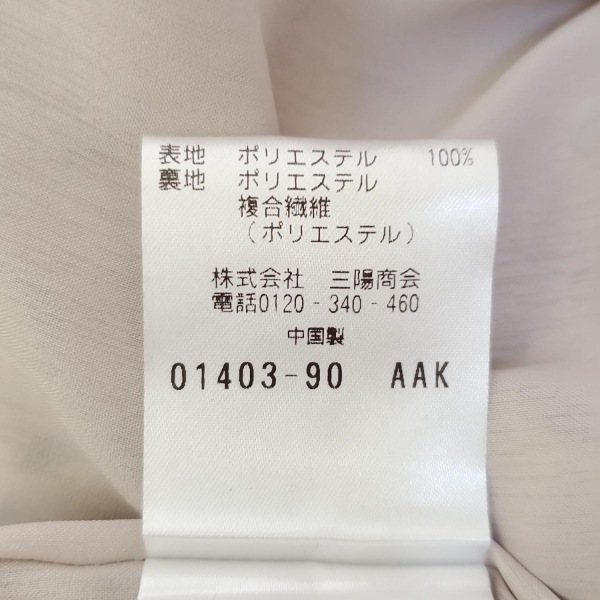 表地 ポリエステル 100%
裏地 ポリエステル
複合繊維
(ポリエステル)
株式会社 三陽商会
電話0120-340-460
中国製
01403-90 AAK